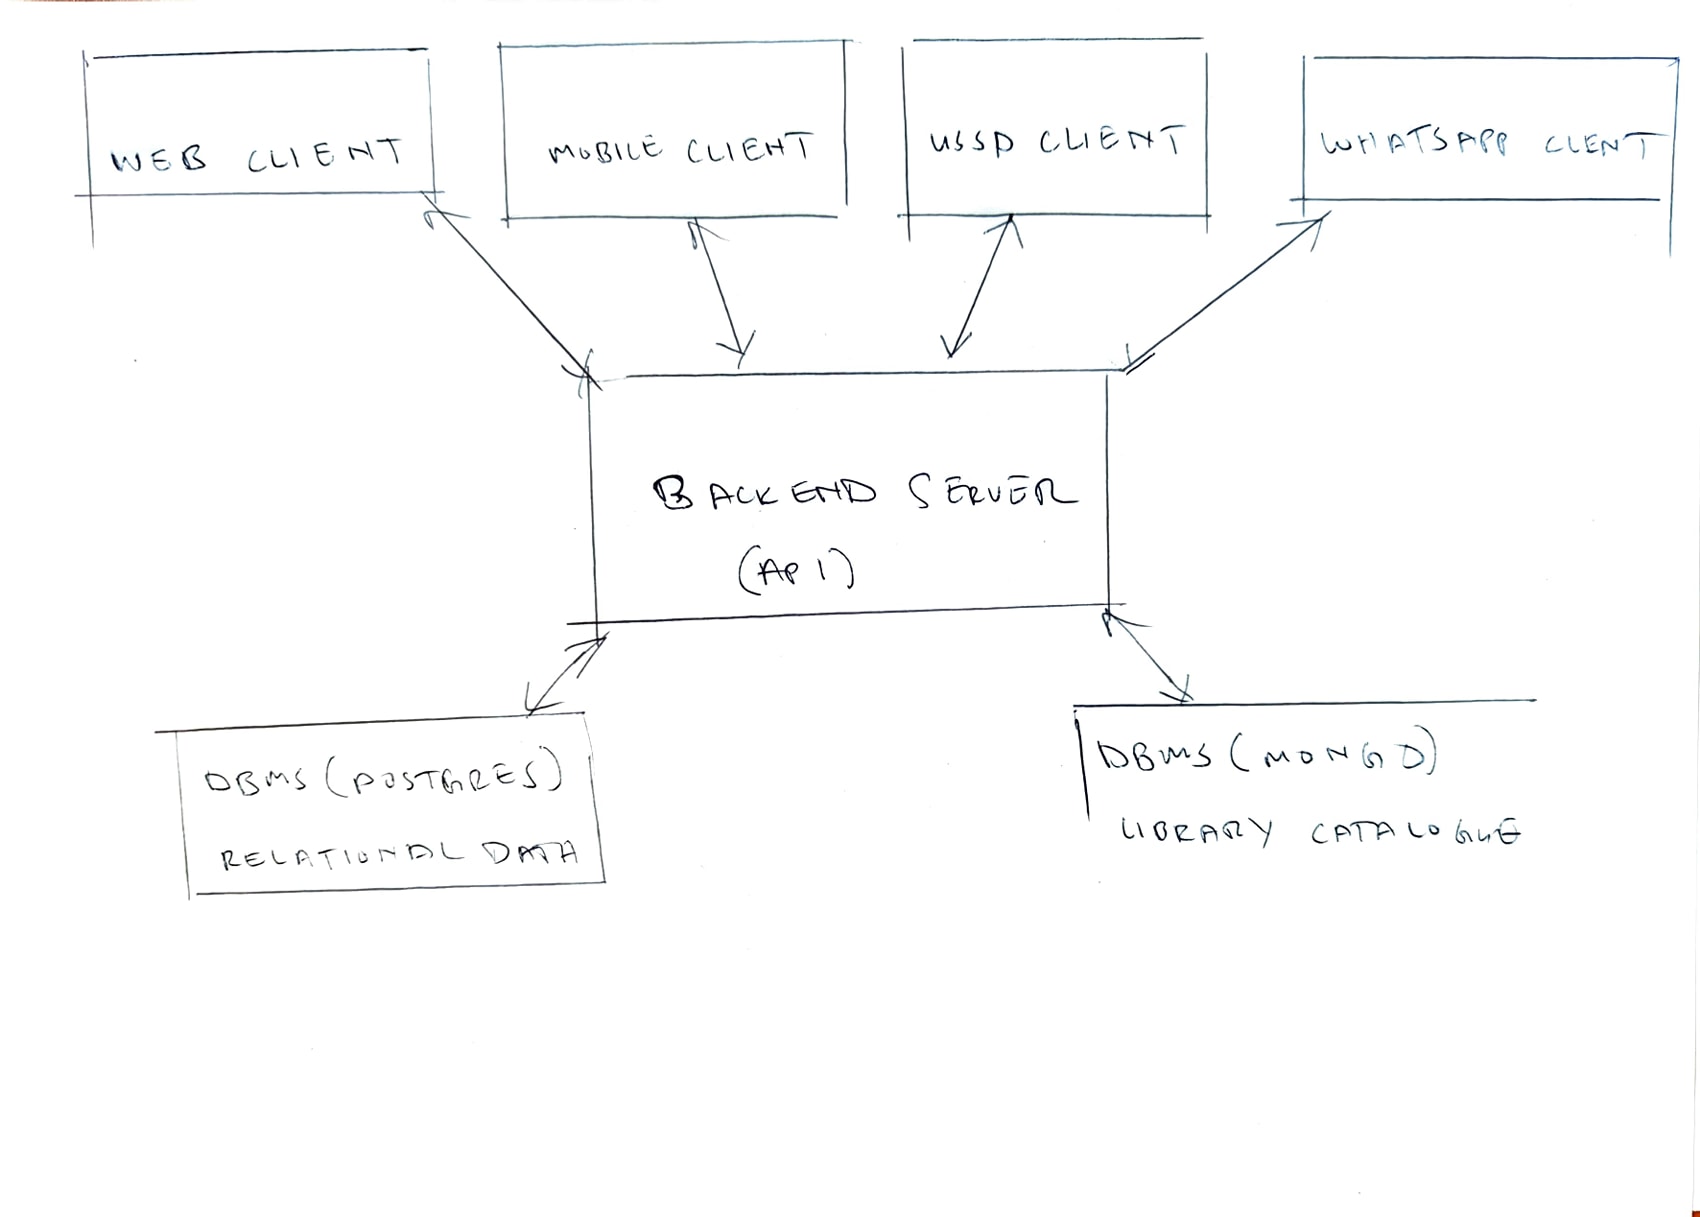 WEB CLIENT
MOBILE CLIENT
USSD CLIENT
WHATSAPP CLENT
BACKEND SERVER
(API)
DBMS (POSTGRES)
RELATIONAL DATA
DBMS (MONGO)
LIBRARY CATALOGUE